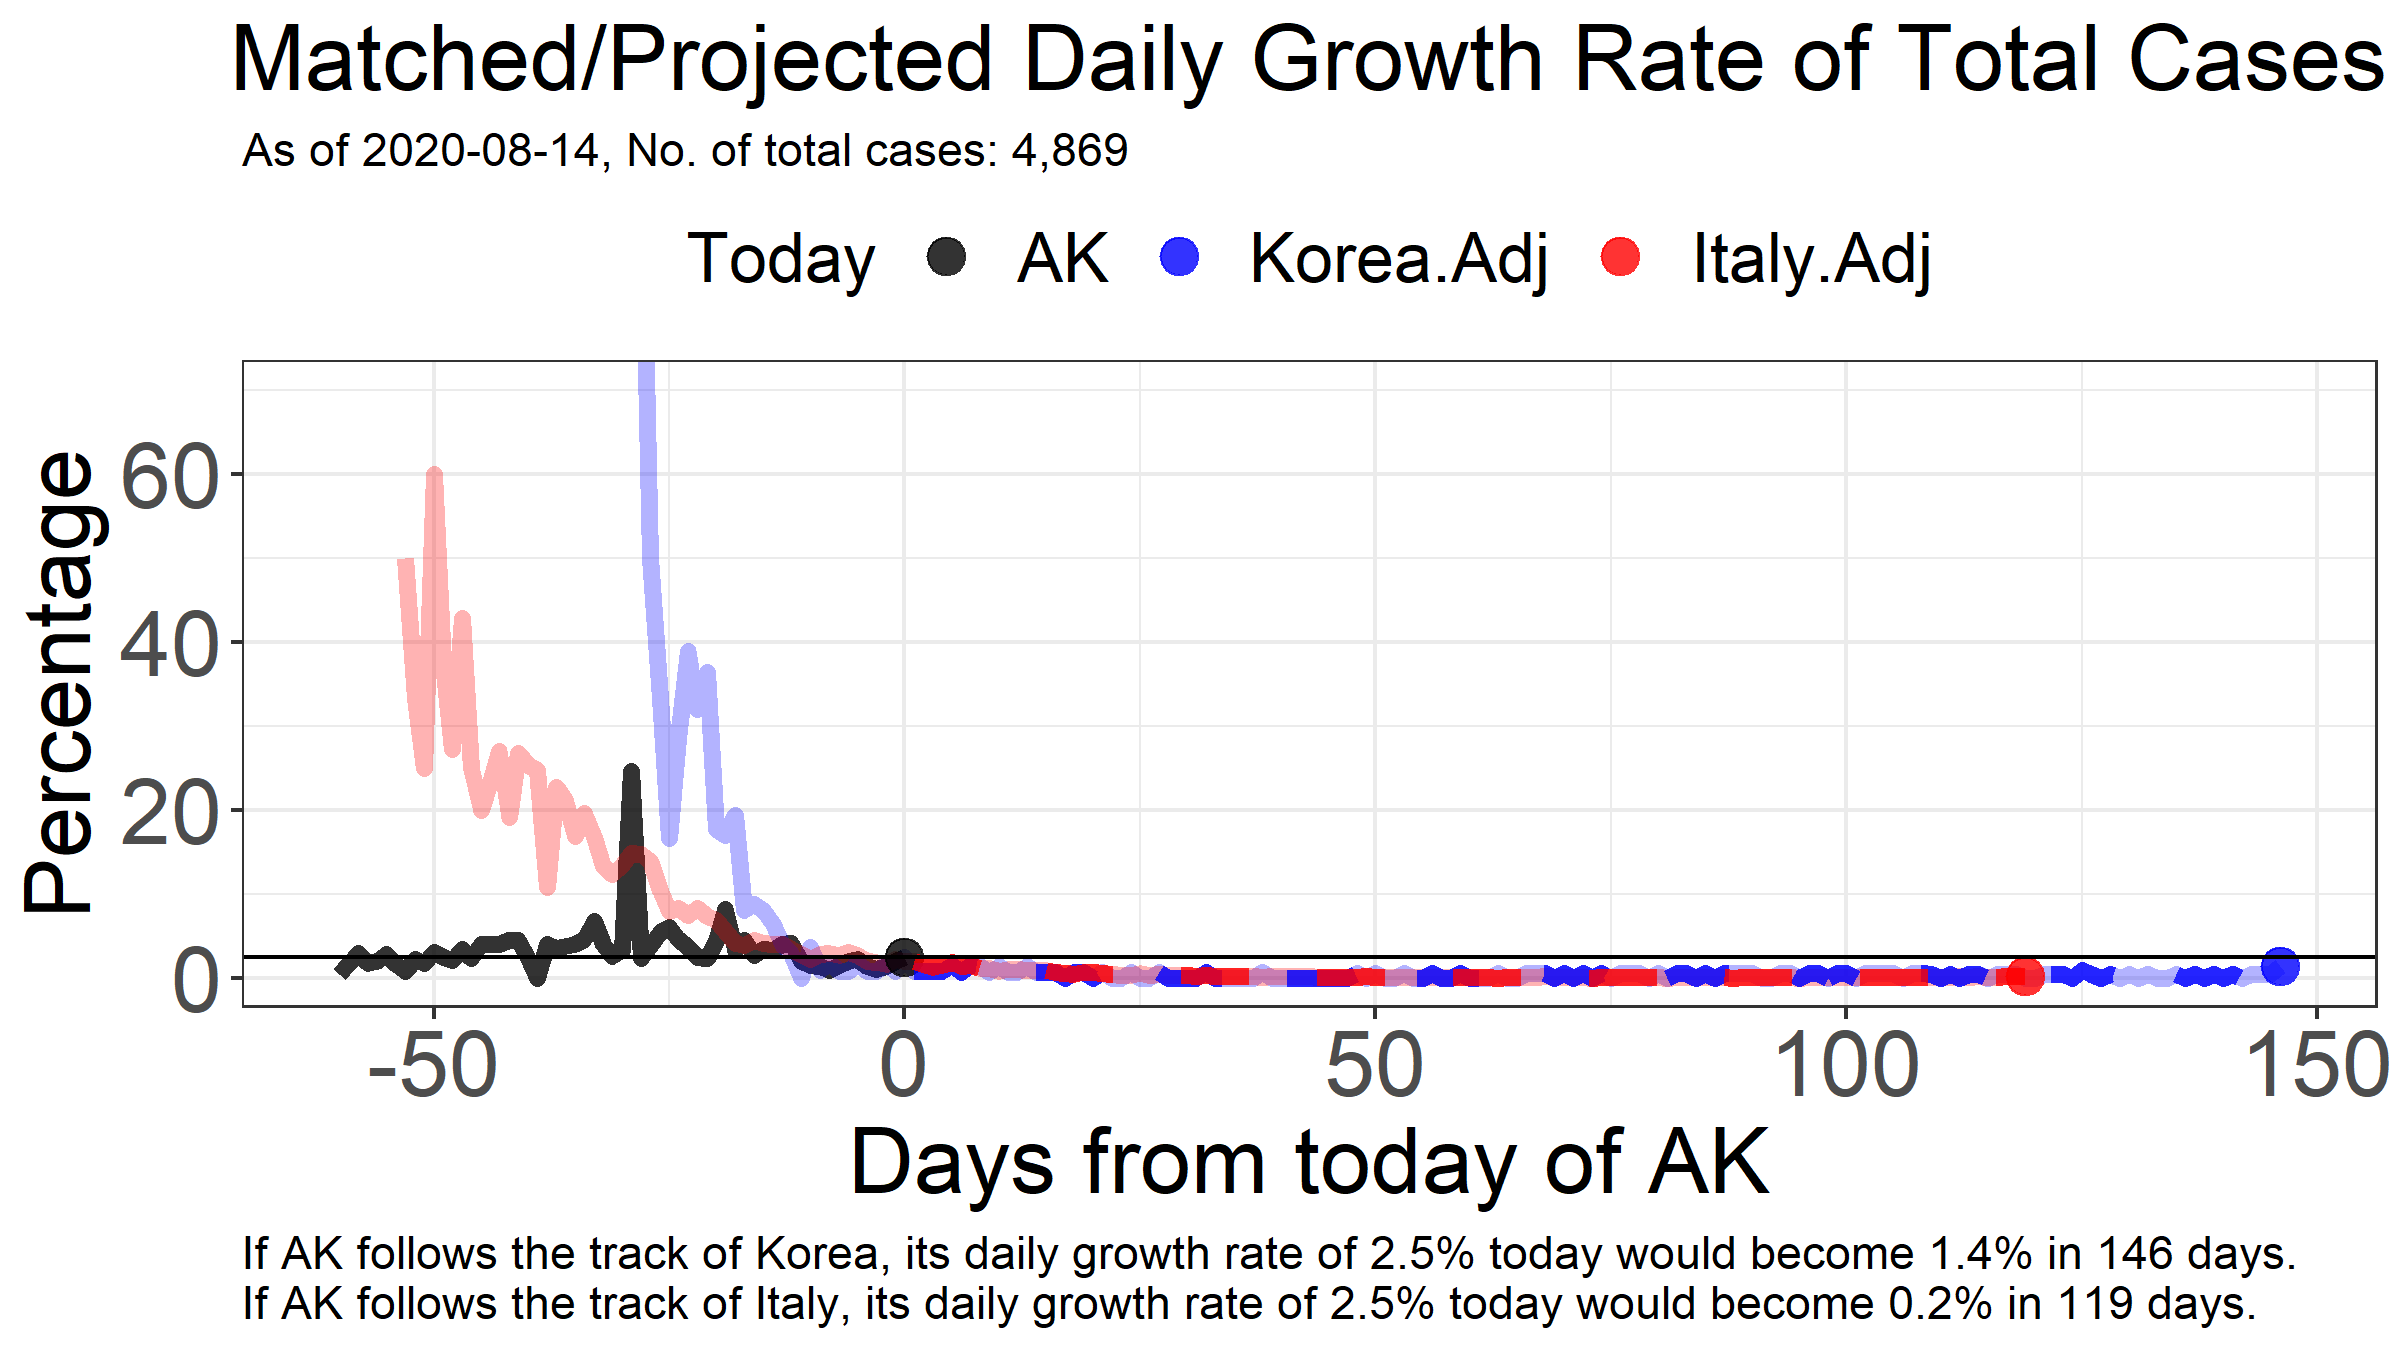 Matched/Projected Daily Growth Rate of Total Cases
As of 2020-08-14, No. of total cases: 4,869
Today AK Korea.Adj Italy.Adj
Percentage
60
40
20
0
-50 0 50 100 150
Days from today of AK
If AK follows the track of Korea, its daily growth rate of 2.5% today would become 1.4% in 146 days.
If AK follows the track of Italy, its daily growth rate of 2.5% today would become 0.2% in 119 days.